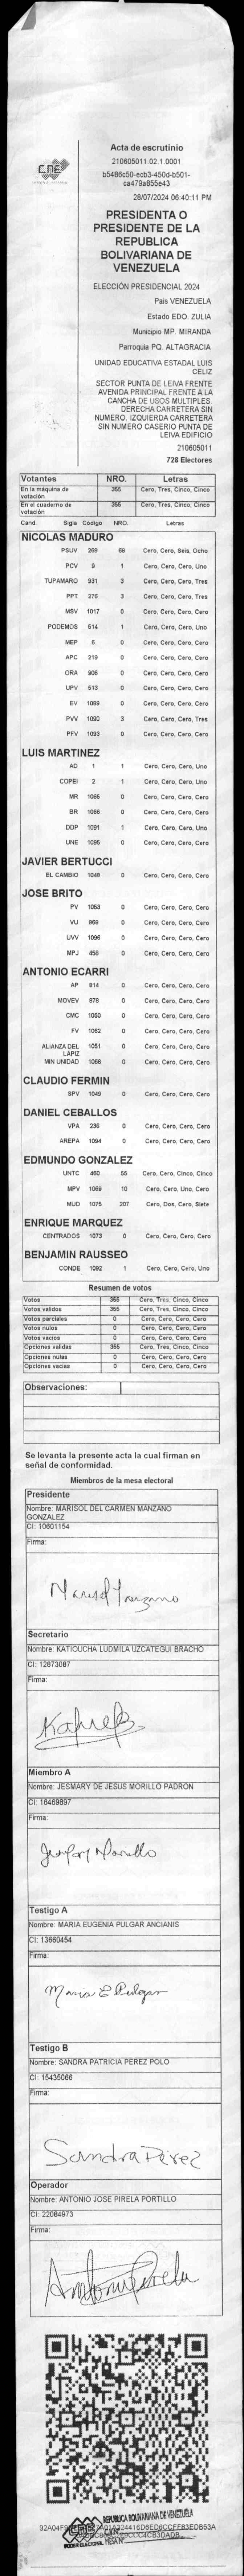 CNE
Acta de escrutinio
210605011.02.1.0001
b5486c50-ecb3-450d-b501-
ca479a855e43
28/07/2024 06:40:11 PM
PRESIDENTA O
PRESIDENTE DE LA
REPUBLICA
BOLIVARIANA DE
VENEZUELA
ELECCIÓN PRESIDENCIAL 2024
País VENEZUELA
Estado EDO. ZULIA
Municipio MP. MIRANDA
Parroquia PQ. ALTAGRACIA
UNIDAD EDUCATIVA ESTADAL LUIS
CELIZ
SECTOR PUNTA DE LEIVA FRENTE
AVENIDA PRINCIPAL FRENTE A LA
CANCHA DE USOS MULTIPLES.
DERECHA CARRETERA SIN
NUMERO. IZQUIERDA CARRETERA
SIN NUMERO CASERIO PUNTA DE
LEIVA EDIFICIO
210605011
728 Electores
Votantes NRO. Letras
En la máquina de votación 355 Cero, Tres, Cinco, Cinco
En el cuaderno de votación 355 Cero, Tres, Cinco, Cinco
Cand. Sigla Código NRO. Letras
NICOLAS MADURO
PSUV 269 68 Cero, Cero, Seis, Ocho
PCV 9 1 Cero, Cero, Cero, Uno
TUPAMARO 931 3 Cero, Cero, Cero, Tres
PPT 276 3 Cero, Cero, Cero, Tres
MSV 1017 0 Cero, Cero, Cero, Cero
PODEMOS 514 1 Cero, Cero, Cero, Uno
MEP 6 0 Cero, Cero, Cero, Cero
APC 219 0 Cero, Cero, Cero, Cero
ORA 908 0 Cero, Cero, Cero, Cero
UPV 513 0 Cero, Cero, Cero, Cero
EV 1089 0 Cero, Cero, Cero, Cero
PVV 1090 3 Cero, Cero, Cero, Tres
PFV 1093 0 Cero, Cero, Cero, Cero
LUIS MARTINEZ
AD 1 1 Cero, Cero, Cero, Uno
COPEI 2 1 Cero, Cero, Cero, Uno
MR 1065 0 Cero, Cero, Cero, Cero
BR 1066 0 Cero, Cero, Cero, Cero
DDP 1091 1 Cero, Cero, Cero, Uno
UNE 1095 0 Cero, Cero, Cero, Cero
JAVIER BERTUCCI
EL CAMBIO 1048 0 Cero, Cero, Cero, Cero
JOSE BRITO
PV 1053 0 Cero, Cero, Cero, Cero
VU 869 0 Cero, Cero, Cero, Cero
UVV 1096 0 Cero, Cero, Cero, Cero
MPJ 458 0 Cero, Cero, Cero, Cero
ANTONIO ECARRI
AP 814 0 Cero, Cero, Cero, Cero
MOVEV 978 0 Cero, Cero, Cero, Cero
CMC 1050 0 Cero, Cero, Cero, Cero
FV 1062 0 Cero, Cero, Cero, Cero
ALIANZA DEL LAPIZ 1051 0 Cero, Cero, Cero, Cero
MIN UNIDAD 1068 0 Cero, Cero, Cero, Cero
CLAUDIO FERMIN
SPV 1049 0 Cero, Cero, Cero, Cero
DANIEL CEBALLOS
VPA 236 0 Cero, Cero, Cero, Cero
AREPA 1094 0 Cero, Cero, Cero, Cero
EDMUNDO GONZALEZ
UNTC 460 55 Cero, Cero, Cinco, Cinco
MPV 1069 10 Cero, Cero, Uno, Cero
MUD 1075 207 Cero, Dos, Cero, Siete
ENRIQUE MARQUEZ
CENTRADOS 1073 0 Cero, Cero, Cero, Cero
BENJAMIN RAUSSEO
CONDE 1092 1 Cero, Cero, Cero, Uno
Resumen de votos
Votos 355 Cero, Tres, Cinco, Cinco
Votos validos 355 Cero, Tres, Cinco, Cinco
Votos parciales 0 Cero, Cero, Cero, Cero
Votos nulos 0 Cero, Cero, Cero, Cero
Votos vacios 0 Cero, Cero, Cero, Cero
Opciones validas 355 Cero, Tres, Cinco, Cinco
Opciones nulas 0 Cero, Cero, Cero, Cero
Opciones vacias 0 Cero, Cero, Cero, Cero
Observaciones:
Se levanta la presente acta la cual firman en
señal de conformidad.
Miembros de la mesa electoral
Presidente
Nombre: MARISOL DEL CARMEN MANZANO
GONZALEZ
CI: 10601154
Firma:
Marisol Manzano
Secretario
Nombre: KATIOUCHA LUDMILA UZCATEGUI BRACHO
CI: 12873087
Firma:
Miembro A
Nombre: JESMARY DE JESUS MORILLO PADRON
CI: 16469897
Firma:
Jesmary Morillo
Testigo A
Nombre: MARIA EUGENIA PULGAR ANCIANIS
CI: 13660454
Firma:
Maria E Pulgar
Testigo B
Nombre: SANDRA PATRICIA PEREZ POLO
CI: 15435066
Firma:
Sandra Pérez
Operador
Nombre: ANTONIO JOSE PIRELA PORTILLO
CI: 22084973
Firma:
Antonio Pirela
REPUBLICA BOLIVARIANA DE VENEZUELA
CNE
PODER ELECTORAL